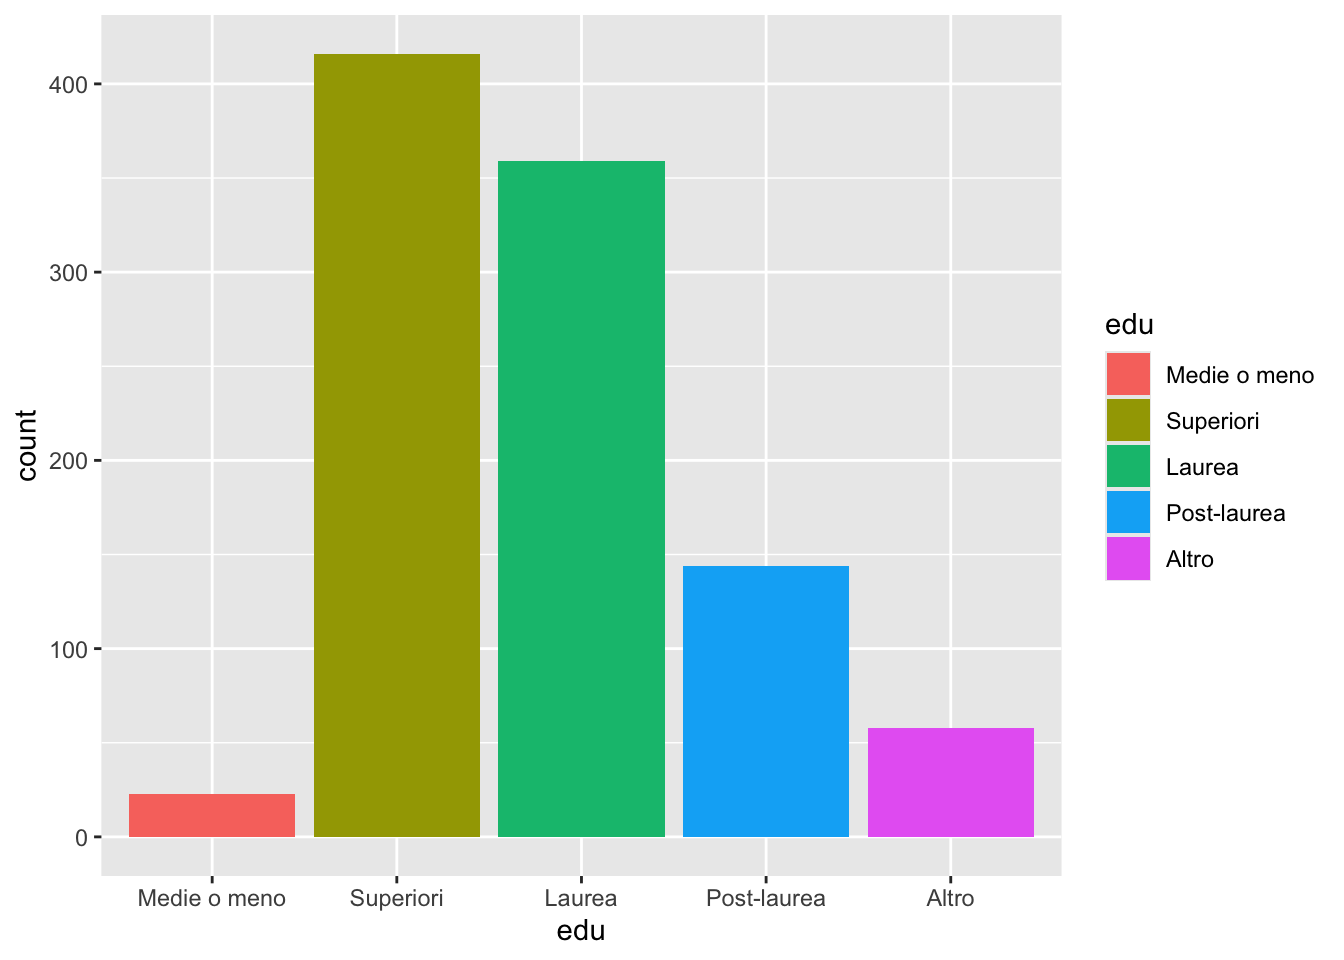 count
400
300
200
100
0
Medie o meno
Superiori
Laurea
Post-laurea
Altro
edu
edu
Medie o meno
Superiori
Laurea
Post-laurea
Altro